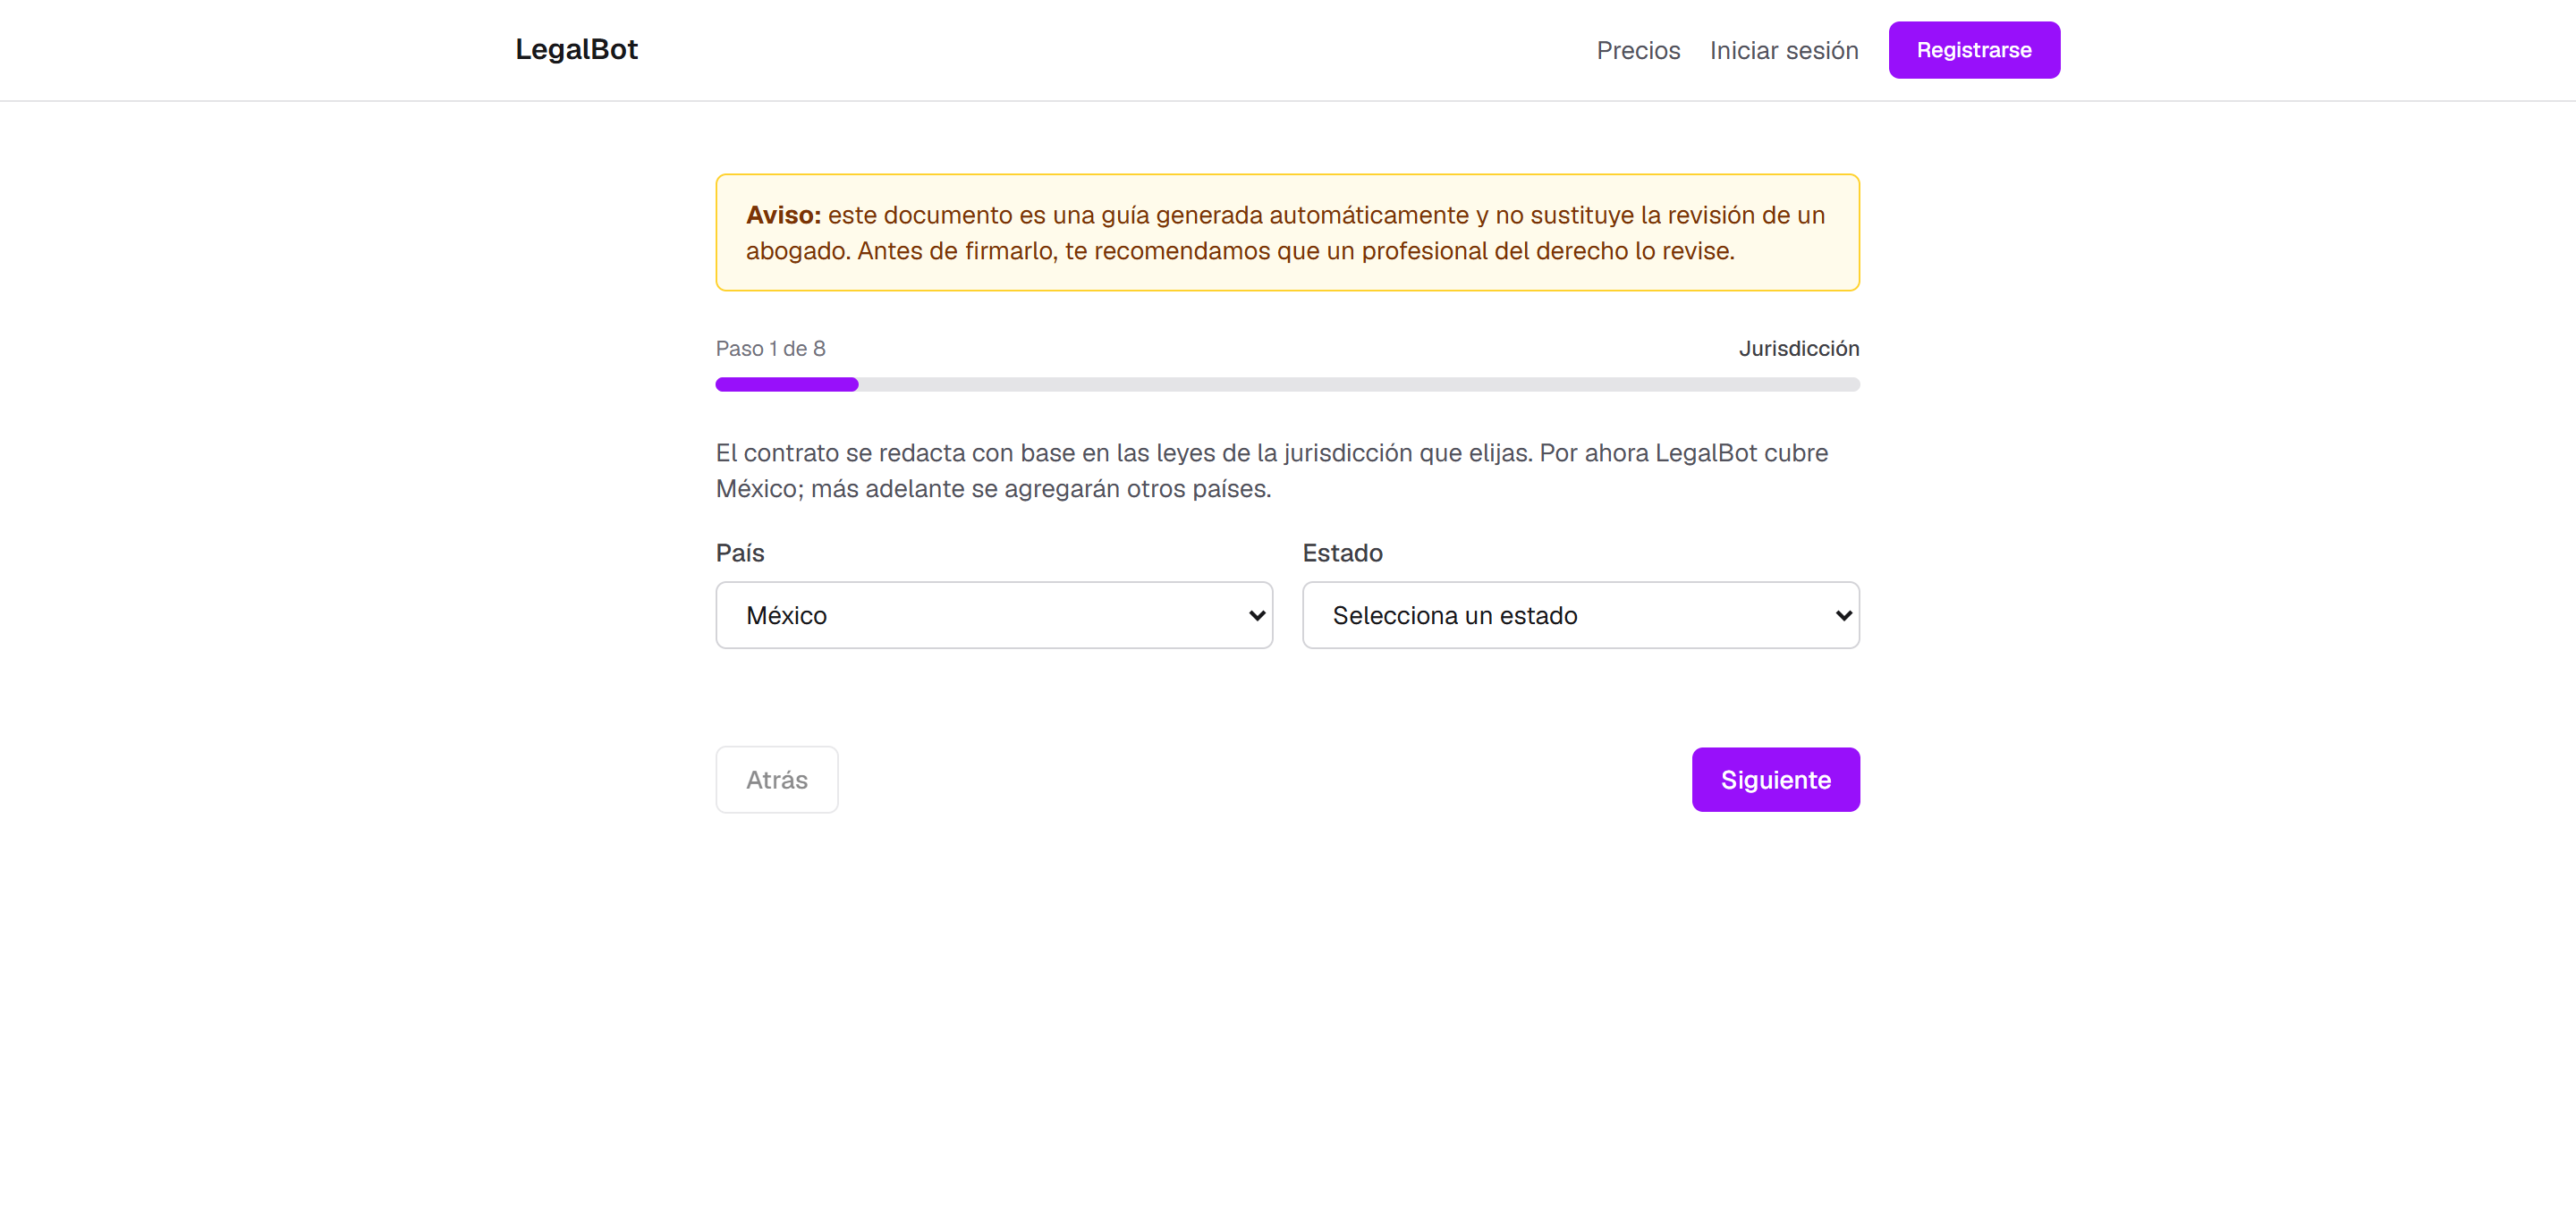 LegalBot
Precios
Iniciar sesión
Registrarse
Aviso: este documento es una guía generada automáticamente y no sustituye la revisión de un
abogado. Antes de firmarlo, te recomendamos que un profesional del derecho lo revise.
Paso 1 de 8
Jurisdicción
El contrato se redacta con base en las leyes de la jurisdicción que elijas. Por ahora LegalBot cubre
México; más adelante se agregarán otros países.
País
Estado
México
Selecciona un estado
Atrás
Siguiente